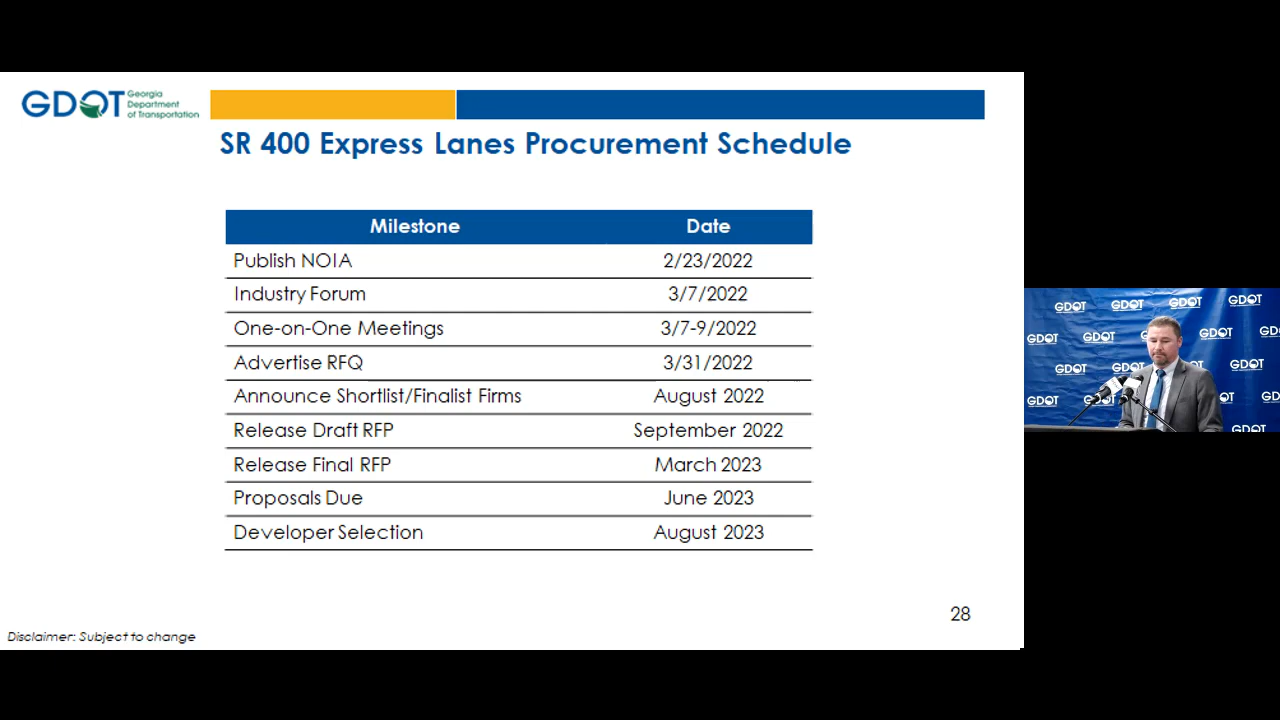 GDOT Georgia
Department
of Transportation
SR 400 Express Lanes Procurement Schedule
Milestone Date
Publish NOIA 2/23/2022
Industry Forum 3/7/2022
One-on-One Meetings 3/7-9/2022
Advertise RFQ 3/31/2022
Announce Shortlist/Finalist Firms August 2022
Release Draft RFP September 2022
Release Final RFP March 2023
Proposals Due June 2023
Developer Selection August 2023
28
Disclaimer: Subject to change
GDOT GDOT GDOT GDOT
GDOT GDOT GDOT GD
GDOT GDOT GDOT
GDOT GDOT OT GD
GDOT